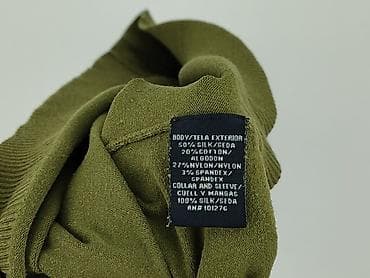 BODY/TELA EXTERIOR
50% SILK/SEDA
20% COTTON/
ALGODON
27% NYLON/NYLON
3% SPANDEX/
SPANDEX
COLLAR AND SLEEVE/
CUELL Y MANGAS
100% SILK/SEDA
AN# 101276